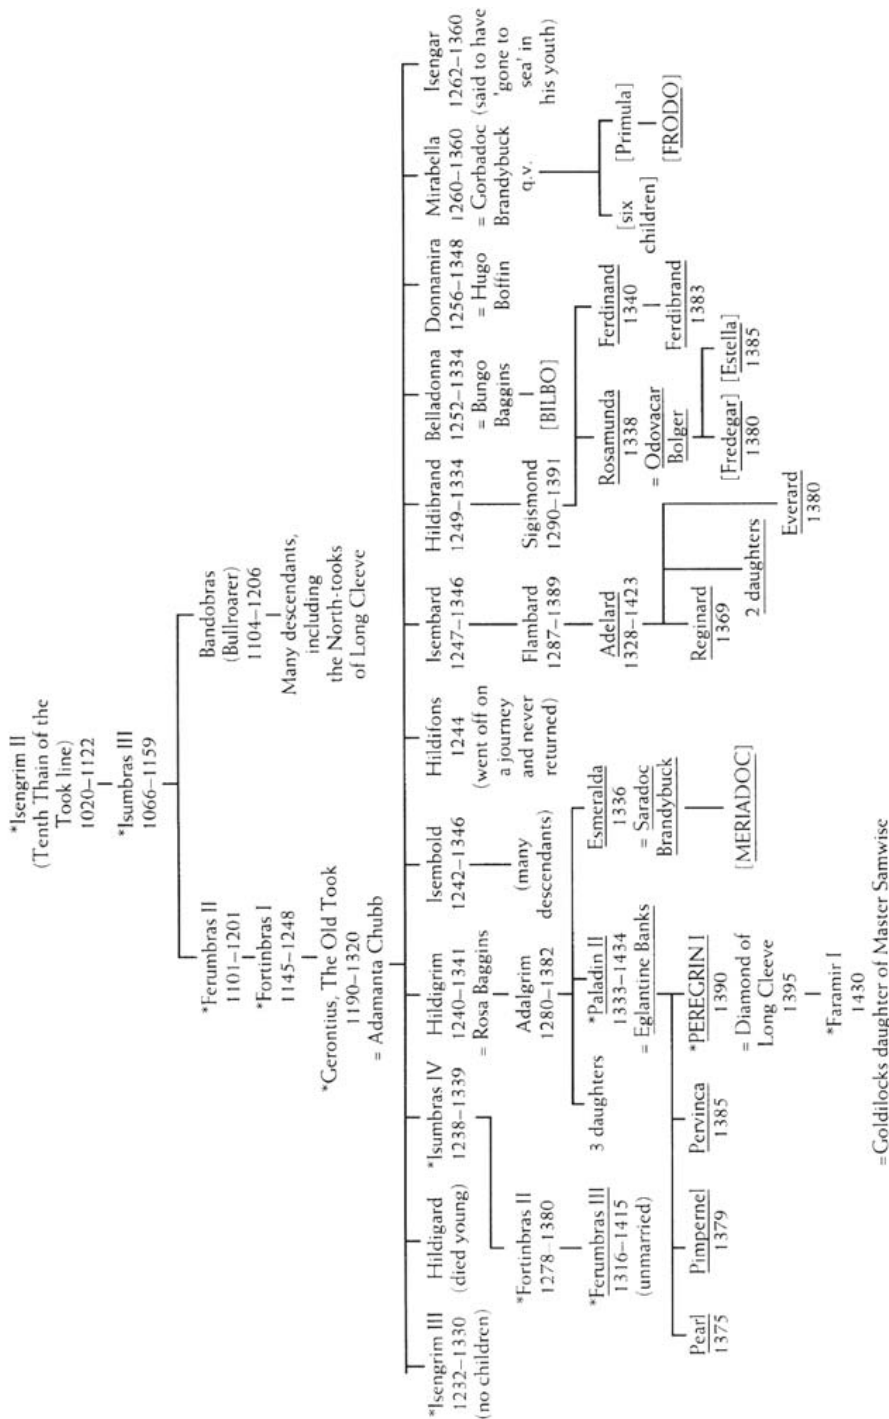 *Isengrim II
(Tenth Thain of the
Took line)
1020–1122
*Isumbras III
1066–1159
*Ferumbras II
1101–1201
Bandobras
(Bullroarer)
1104–1206
*Fortinbras I
1145–1248
Many descendants,
including
the North-tooks
of Long Cleeve
*Gerontius, The Old Took
1190–1320
= Adamanta Chubb
*Isengrim III
1232–1330
(no children)
Hildigard
(died young)
*Isumbras IV
1238–1339
Hildigrim
1240–1341
= Rosa Baggins
Isembold
1242–1346
(many
descendants)
Hildifons
1244
(went off on
a journey
and never
returned)
Isembard
1247–1346
Hildibrand
1249–1334
Belladonna
1252–1334
= Bungo
Baggins
[BILBO]
Donnamira
1256–1348
= Hugo
Boffin
Mirabella
1260–1360
= Gorbadoc
Brandybuck
q.v.
Isengar
1262–1360
(said to have
'gone to
sea' in
his youth)
*Fortinbras II
1278–1380
Adalgrim
1280–1382
Flambard
1287–1389
Sigismond
1290–1391
[six
children]
[Primula]
[FRODO]
*Ferumbras III
1316–1415
(unmarried)
3 daughters
*Paladin II
1333–1434
= Eglantine Banks
Esmeralda
1336
= Saradoc
Brandybuck
[MERIADOC]
Adelard
1328–1423
Rosamunda
1338
= Odovacar
Bolger
Ferdinand
1340
Ferdibrand
1383
Reginard
1369
2 daughters
Everard
1380
[Fredegar]
1380
[Estella]
1385
Pearl
1375
Pimpernel
1379
Pervinca
1385
*PEREGRIN I
1390
= Diamond of
Long Cleeve
1395
*Faramir I
1430
=Goldilocks daughter of Master Samwise